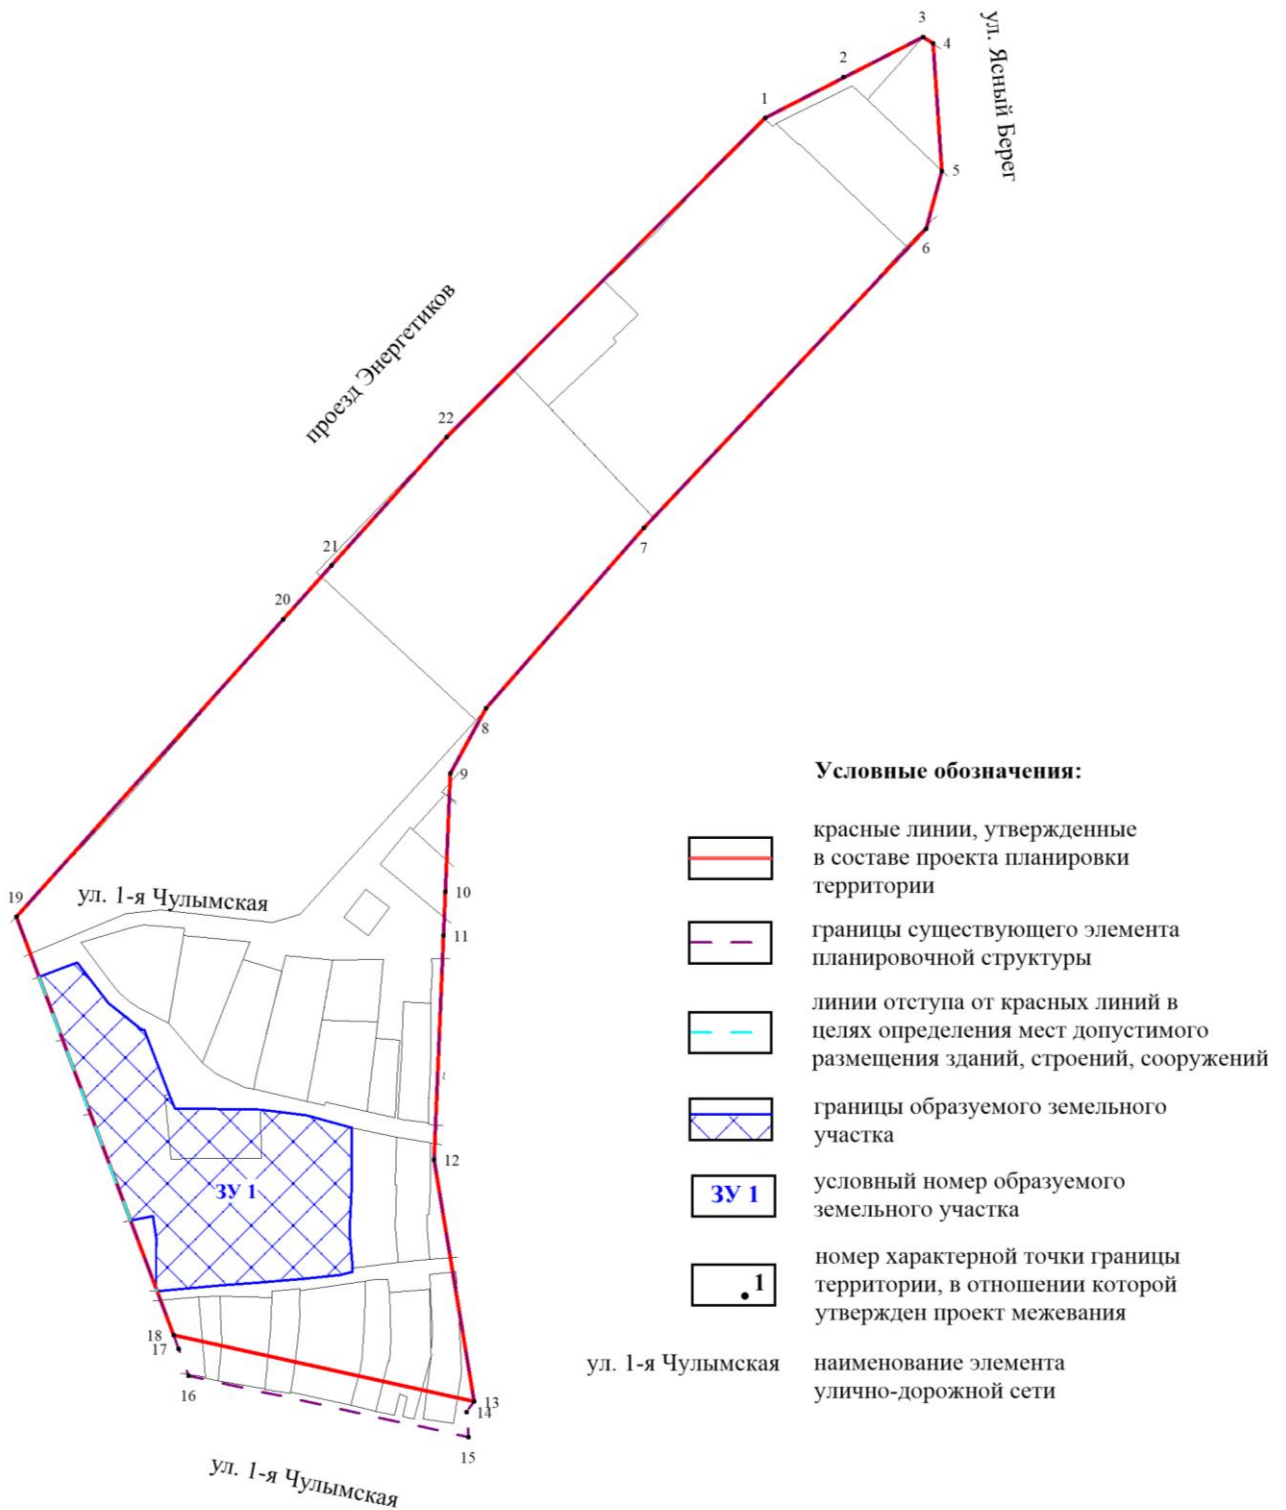 3
4
2
1
ул. Ясный Берег
5
6
проезд Энергетиков
22
7
21
20
8
9
10
19
ул. 1-я Чулымская
11
12
ЗУ 1
18
17
16
13
14
15
ул. 1-я Чулымская
Условные обозначения:
красные линии, утвержденные
в составе проекта планировки
территории
границы существующего элемента
планировочной структуры
линии отступа от красных линий в
целях определения мест допустимого
размещения зданий, строений, сооружений
границы образуемого земельного
участка
ЗУ 1
условный номер образуемого
земельного участка
1
номер характерной точки границы
территории, в отношении которой
утвержден проект межевания
ул. 1-я Чулымская
наименование элемента
улично-дорожной сети